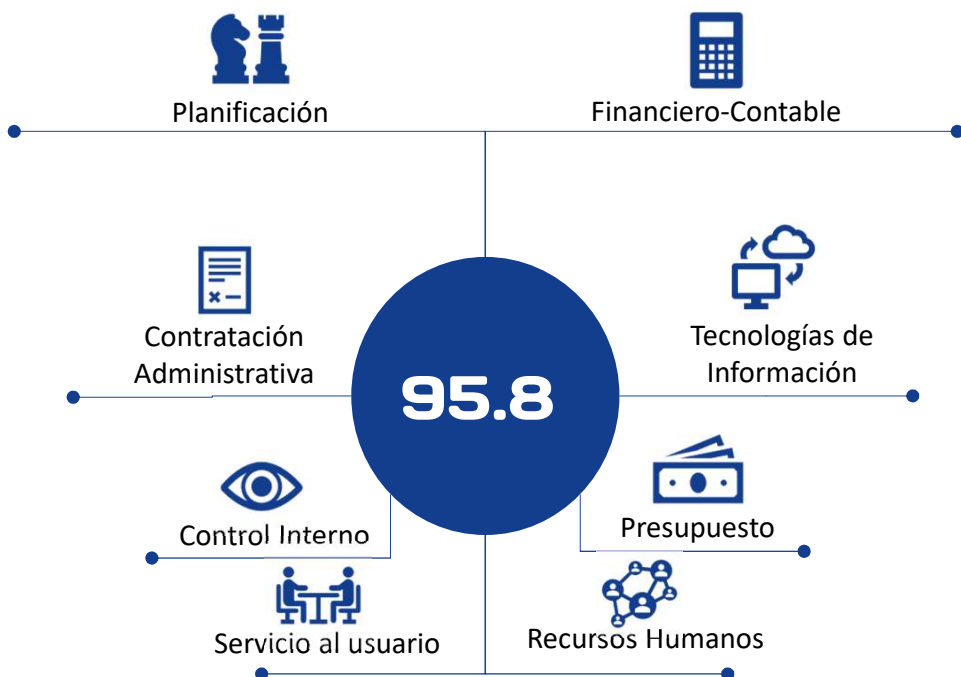 Planificación
Financiero-Contable
Contratación
Administrativa
Tecnologías de
Información
95.8
Control Interno
Presupuesto
Servicio al usuario
Recursos Humanos